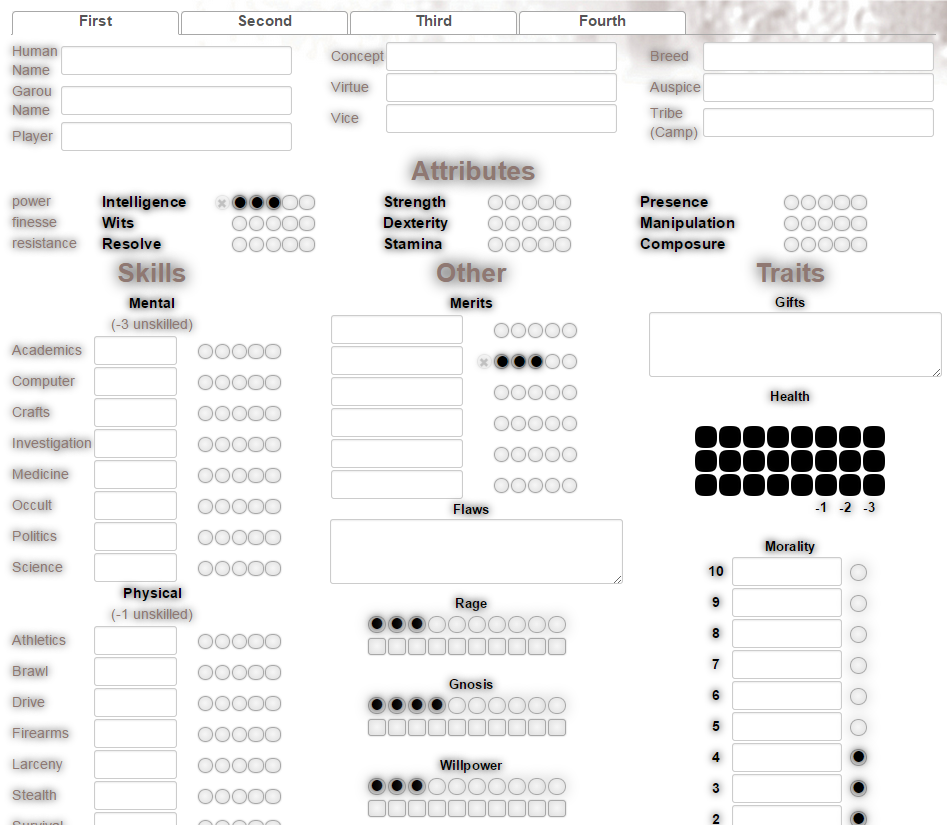 First Second Third Fourth
Human Name Concept Breed
Garou Name Virtue Auspice
Player Vice Tribe (Camp)
Attributes
power Intelligence Strength Presence
finesse Wits Dexterity Manipulation
resistance Resolve Stamina Composure
Skills Other Traits
Mental
(-3 unskilled)
Academics
Computer
Crafts
Investigation
Medicine
Occult
Politics
Science
Physical
(-1 unskilled)
Athletics
Brawl
Drive
Firearms
Larceny
Stealth
Survival
Merits
Flaws
Rage
Gnosis
Willpower
Gifts
Health
-1 -2 -3
Morality
10
9
8
7
6
5
4
3
2